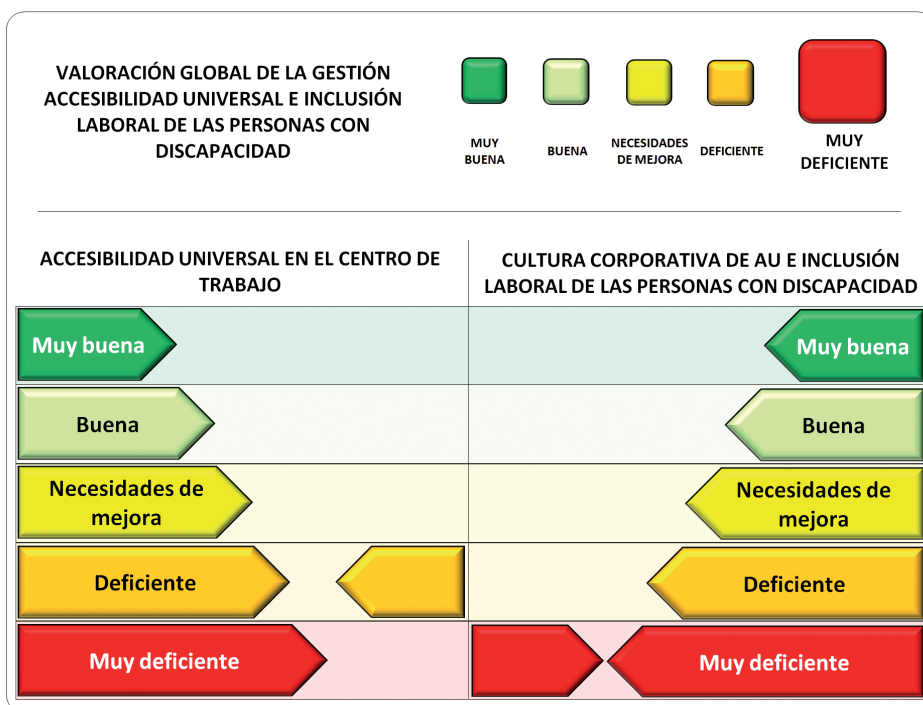 VALORACIÓN GLOBAL DE LA GESTIÓN
ACCESIBILIDAD UNIVERSAL E INCLUSIÓN
LABORAL DE LAS PERSONAS CON
DISCAPACIDAD
MUY
BUENA
BUENA
NECESIDADES
DE MEJORA
DEFICIENTE
MUY
DEFICIENTE
ACCESIBILIDAD UNIVERSAL EN EL CENTRO DE
TRABAJO
CULTURA CORPORATIVA DE AU E INCLUSIÓN
LABORAL DE LAS PERSONAS CON DISCAPACIDAD
Muy buena
Muy buena
Buena
Buena
Necesidades de
mejora
Necesidades de
mejora
Deficiente
Deficiente
Muy deficiente
Muy deficiente